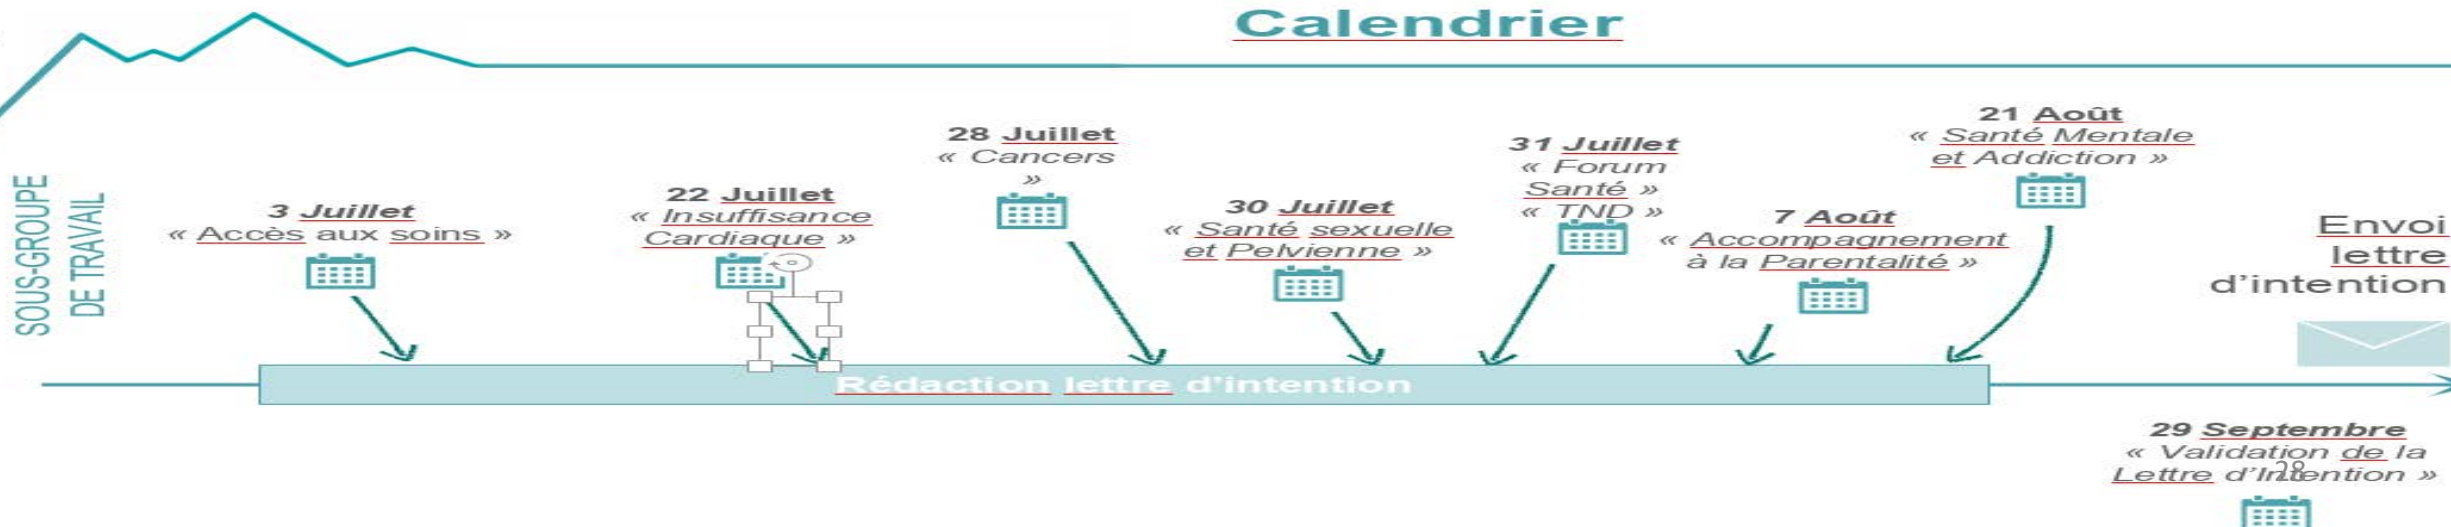 Calendrier
SOUS-GROUPE
DE TRAVAIL
3 Juillet
« Accès aux soins »
22 Juillet
« Insuffisance
Cardiaque »
28 Juillet
« Cancers
»
30 Juillet
« Santé sexuelle
et Pelvienne »
31 Juillet
« Forum
Santé »
« TND »
7 Août
« Accompagnement
à la Parentalité »
21 Août
« Santé Mentale
et Addiction »
Envoi
lettre
d’intention
Rédaction lettre d’intention
29 Septembre
« Validation de la
Lettre d’Intention »
28